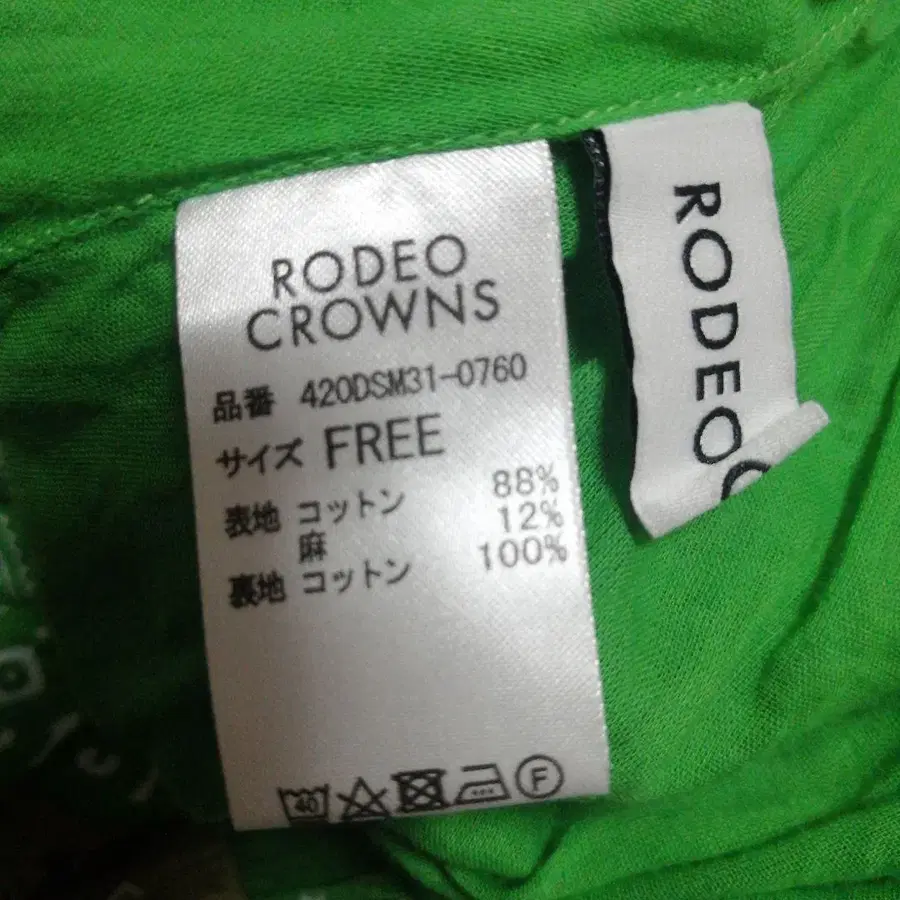 RODEO
CROWNS
品番 420DSM31-0760
サイズ FREE
表地 コットン 88%
麻 12%
裏地 コットン 100%
40
F
RODEO